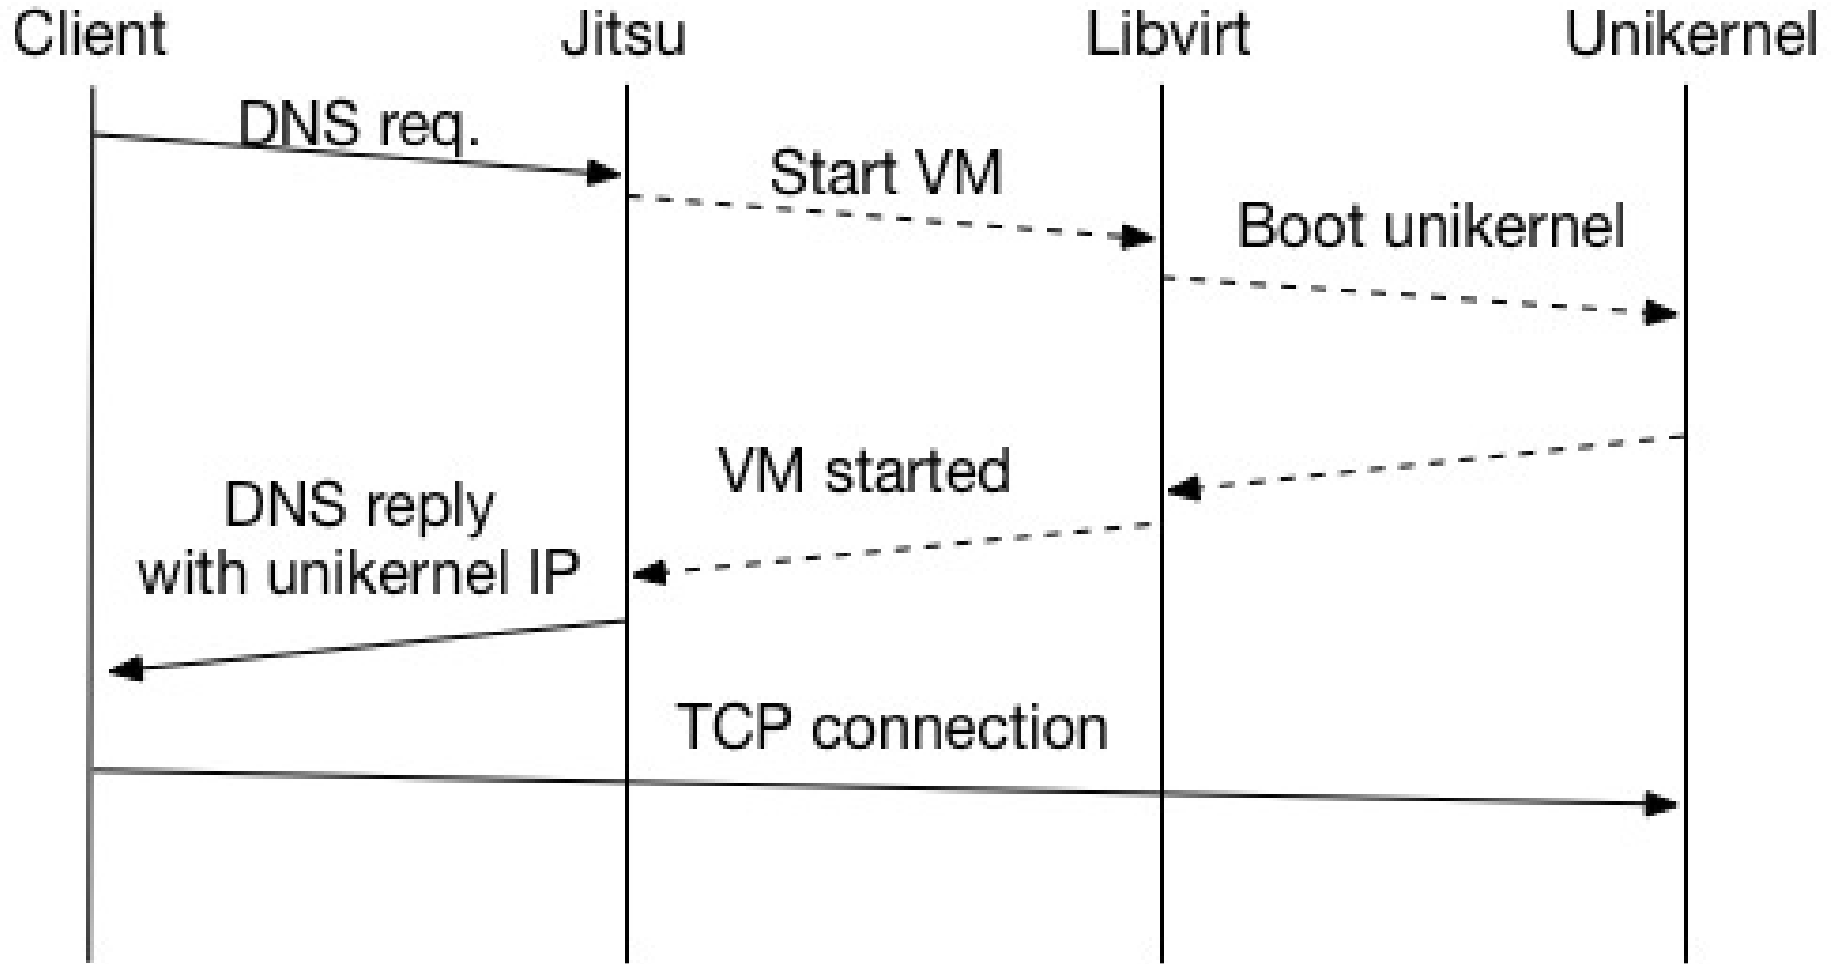 Client
Jitsu
Libvirt
Unikernel
DNS req.
Start VM
Boot unikernel
VM started
DNS reply
with unikernel IP
TCP connection